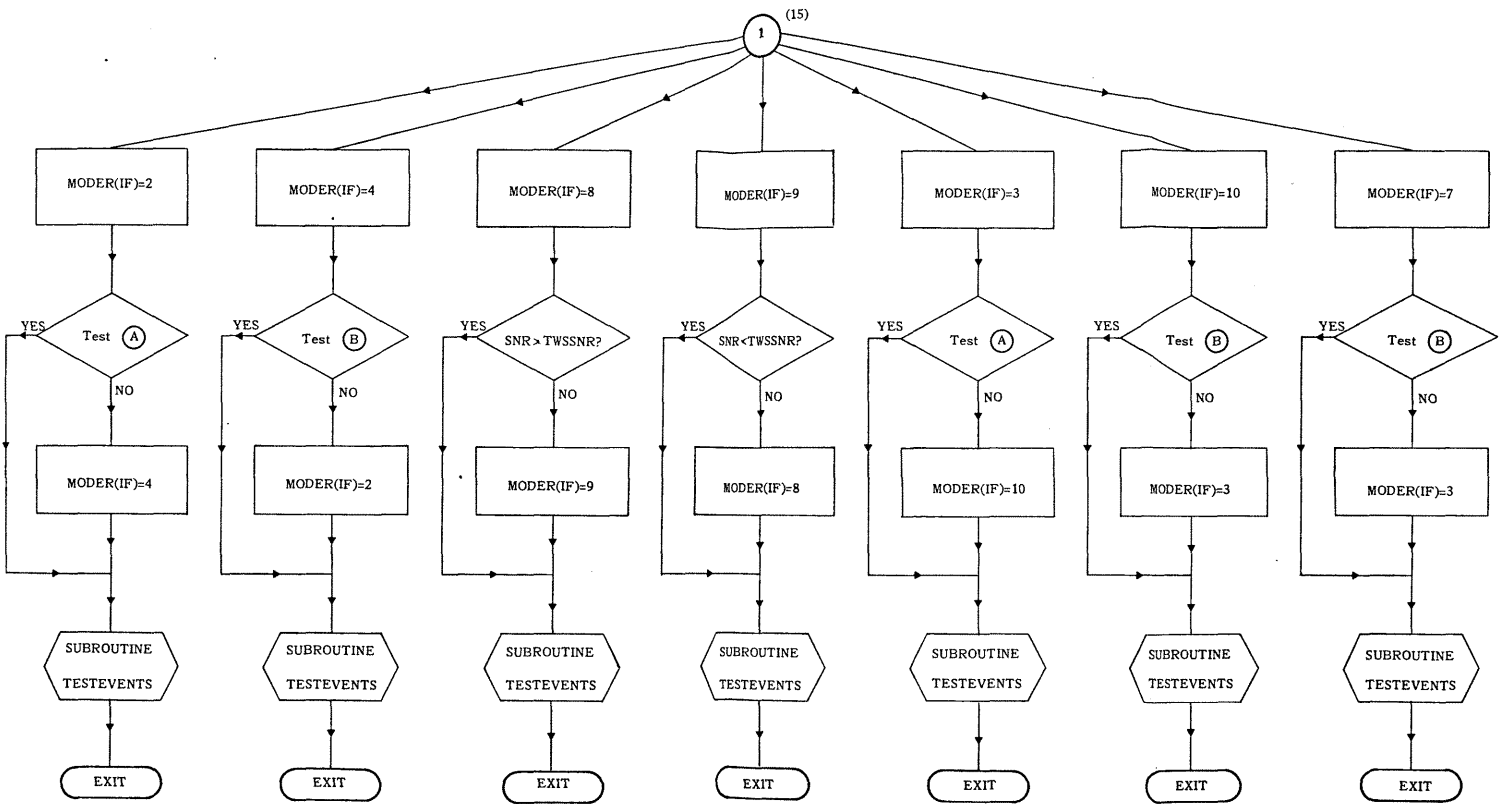 (15)
1
MODER(IF)=2
MODER(IF)=4
MODER(IF)=8
MODER(IF)=9
MODER(IF)=3
MODER(IF)=10
MODER(IF)=7
YES
Test A
YES
Test B
YES
SNR>TWSSNR?
YES
SNR<TWSSNR?
YES
Test A
YES
Test B
YES
Test B
NO
NO
NO
NO
NO
NO
NO
MODER(IF)=4
MODER(IF)=2
MODER(IF)=9
MODER(IF)=8
MODER(IF)=10
MODER(IF)=3
MODER(IF)=3
SUBROUTINE
TESTEVENTS
SUBROUTINE
TESTEVENTS
SUBROUTINE
TESTEVENTS
SUBROUTINE
TESTEVENTS
SUBROUTINE
TESTEVENTS
SUBROUTINE
TESTEVENTS
SUBROUTINE
TESTEVENTS
EXIT
EXIT
EXIT
EXIT
EXIT
EXIT
EXIT